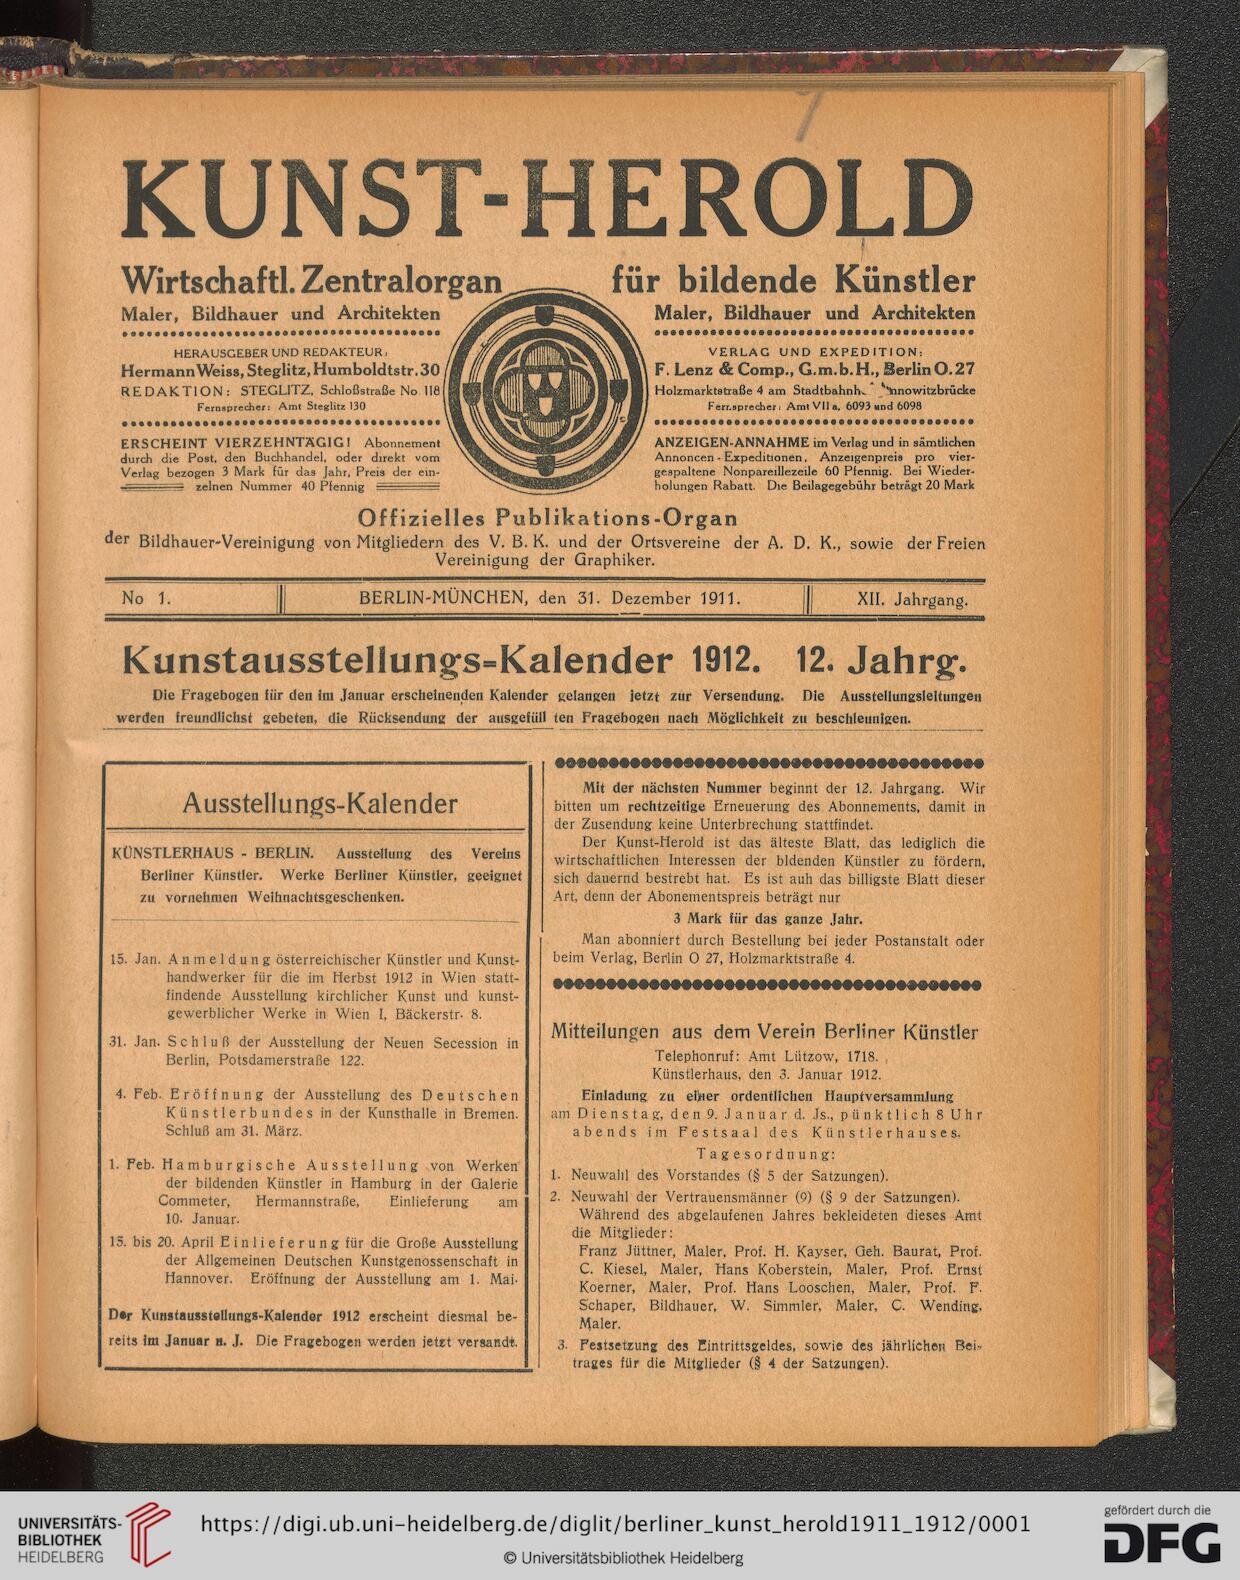 KUNST-HEROLD
Wirtschaftl. Zentralorgan für bildende Künstler
Maler, Bildhauer und Architekten
HERAUSGEBER UND REDAKTEUR:
Hermann Weiss, Steglitz, Humboldtstr. 30
REDAKTION: STEGLITZ, Schloßstraße No. 118
Fernsprecher: Amt Steglitz 130
ERSCHEINT VIERZEHNTÄGIG! Abonnement
durch die Post, den Buchhandel, oder direkt vom
Verlag bezogen 3 Mark für das Jahr, Preis der ein-
zelnen Nummer 40 Pfennig
Maler, Bildhauer und Architekten
VERLAG UND EXPEDITION:
F. Lenz & Comp., G.m.b.H., Berlin O. 27
Holzmarktstraße 4 am Stadtbahnh. nnowitzbrücke
Fernsprecher: Amt VII a, 6093 und 6098
ANZEIGEN-ANNAHME im Verlag und in sämtlichen
Annoncen-Expeditionen. Anzeigenpreis pro vier-
gespaltene Nonpareillezeile 60 Pfennig. Bei Wieder-
holungen Rabatt. Die Beilagegebühr beträgt 20 Mark
Offizielles Publikations-Organ
der Bildhauer-Vereinigung von Mitgliedern des V. B. K. und der Ortsvereine der A. D. K., sowie der Freien
Vereinigung der Graphiker.
No 1. BERLIN-MÜNCHEN, den 31. Dezember 1911. XII. Jahrgang.
Kunstausstellungs-Kalender 1912. 12. Jahrg.
Die Fragebogen für den im Januar erscheinenden Kalender gelangen jetzt zur Versendung. Die Ausstellungsleitungen
werden freundlichst gebeten, die Rücksendung der ausgefüll ten Fragebogen nach Möglichkeit zu beschleunigen.
Ausstellungs-Kalender
KÜNSTLERHAUS - BERLIN. Ausstellung des Vereins
Berliner Künstler. Werke Berliner Künstler, geeignet
zu vornehmen Weihnachtsgeschenken.
15. Jan. Anmeldung österreichischer Künstler und Kunst-
handwerker für die im Herbst 1912 in Wien statt-
findende Ausstellung kirchlicher Kunst und kunst-
gewerblicher Werke in Wien I, Bäckerstr. 8.
31. Jan. Schluß der Ausstellung der Neuen Secession in
Berlin, Potsdamerstraße 122.
4. Feb. Eröffnung der Ausstellung des Deutschen
Künstlerbundes in der Kunsthalle in Bremen.
Schluß am 31. März.
1. Feb. Hamburgische Ausstellung von Werken
der bildenden Künstler in Hamburg in der Galerie
Commeter, Hermannstraße, Einlieferung am
10. Januar.
15. bis 20. April Einlieferung für die Große Ausstellung
der Allgemeinen Deutschen Kunstgenossenschaft in
Hannover. Eröffnung der Ausstellung am 1. Mai.
Der Kunstausstellungs-Kalender 1912 erscheint diesmal be-
reits im Januar n. J. Die Fragebogen werden jetzt versandt.
Mit der nächsten Nummer beginnt der 12. Jahrgang. Wir
bitten um rechtzeitige Erneuerung des Abonnements, damit in
der Zusendung keine Unterbrechung stattfindet.
Der Kunst-Herold ist das älteste Blatt, das lediglich die
wirtschaftlichen Interessen der bldenden Künstler zu fördern,
sich dauernd bestrebt hat. Es ist auh das billigste Blatt dieser
Art, denn der Abonementspreis beträgt nur
3 Mark für das ganze Jahr.
Man abonniert durch Bestellung bei jeder Postanstalt oder
beim Verlag, Berlin O 27, Holzmarktstraße 4.
Mitteilungen aus dem Verein Berliner Künstler
Telephonruf: Amt Lützow, 1718.
Künstlerhaus, den 3. Januar 1912.
Einladung zu einer ordentlichen Hauptversammlung
am Dienstag, den 9. Januar d. Js., pünktlich 8 Uhr
abends im Festsaal des Künstlerhauses.
Tagesordnung:
1. Neuwahl des Vorstandes (§ 5 der Satzungen).
2. Neuwahl der Vertrauensmänner (9) (§ 9 der Satzungen).
Während des abgelaufenen Jahres bekleideten dieses Amt
die Mitglieder:
Franz Jüttner, Maler, Prof. H. Kayser, Geh. Baurat, Prof.
C. Kiesel, Maler, Hans Koberstein, Maler, Prof. Ernst
Koerner, Maler, Prof. Hans Looschen, Maler, Prof. F.
Schaper, Bildhauer, W. Simmler, Maler, C. Wending,
Maler.
3. Festsetzung des Eintrittsgeldes, sowie des jährlichen Bei-
trages für die Mitglieder (§ 4 der Satzungen).
UNIVERSITÄTS-
BIBLIOTHEK
HEIDELBERG
https://digi.ub.uni-heidelberg.de/diglit/berliner_kunst_herold1911_1912/0001
© Universitätsbibliothek Heidelberg
gefördert durch die
DFG